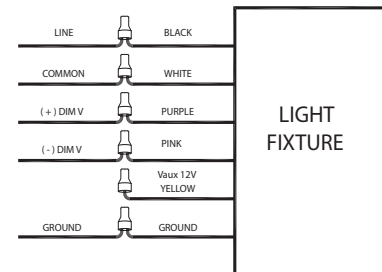 LINE BLACK
COMMON WHITE
(+) DIM V PURPLE
(-) DIM V PINK
Vaux 12V
YELLOW
GROUND GROUND
LIGHT
FIXTURE